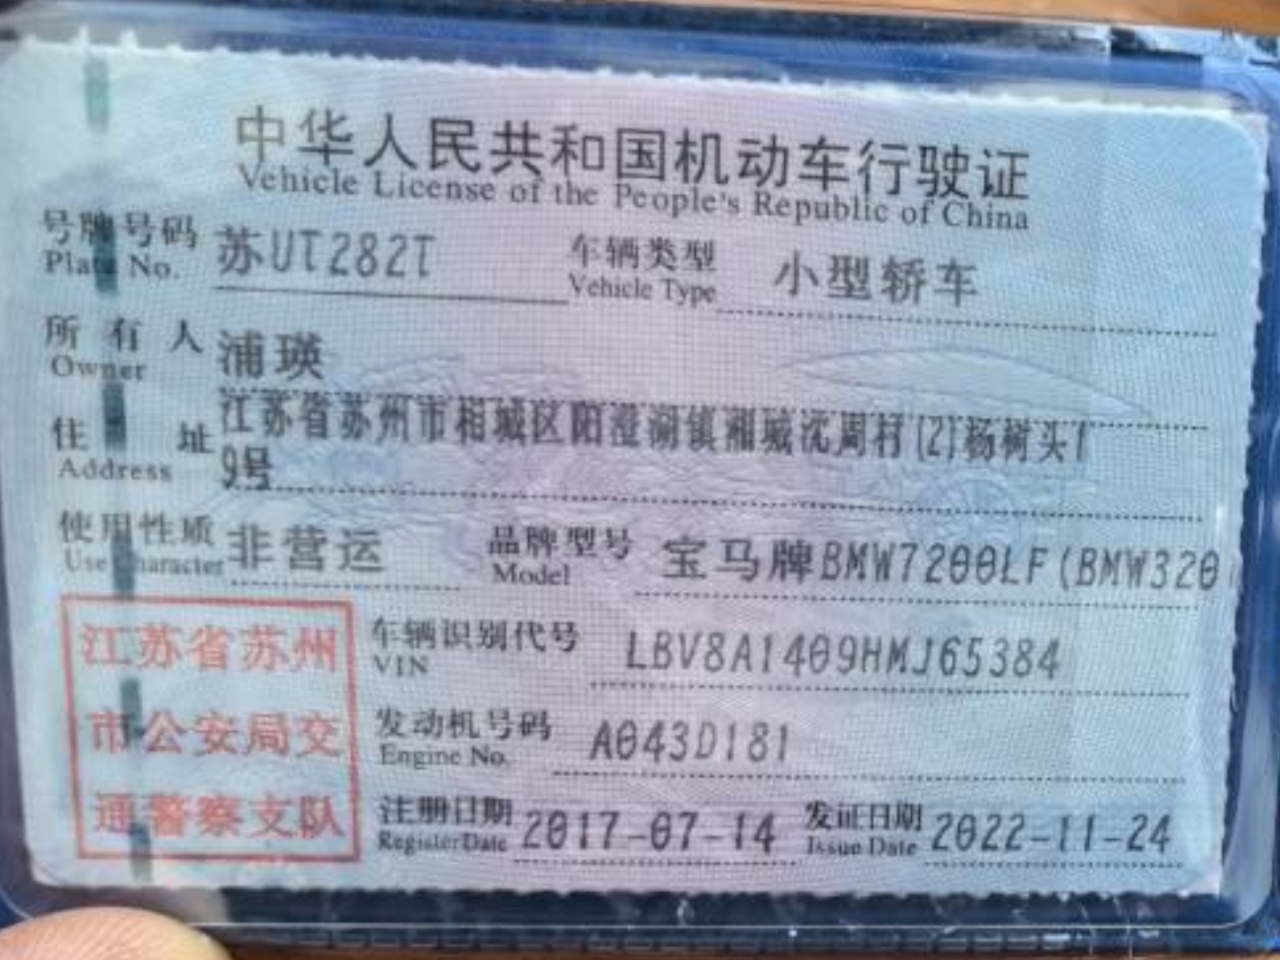 中华人民共和国机动车行驶证
Vehicle License of the People's Republic of China
号牌号码 苏UT282T 车辆类型 小型轿车
Plate No. Vehicle Type
所有人 浦瑛
Owner
住址 江苏省苏州市相城区阳澄湖镇湘城沈周村(2)杨树头1
Address 9号
使用性质 非营运 品牌型号 宝马牌BMW7200LF(BMW320
Use Character Model
江苏省苏州 车辆识别代号 LBV8A1409HMJ65384
VIN
市公安局交 发动机号码 A043D181
Engine No.
通警察支队 注册日期 2017-07-14 发证日期 2022-11-24
Register Date Issue Date